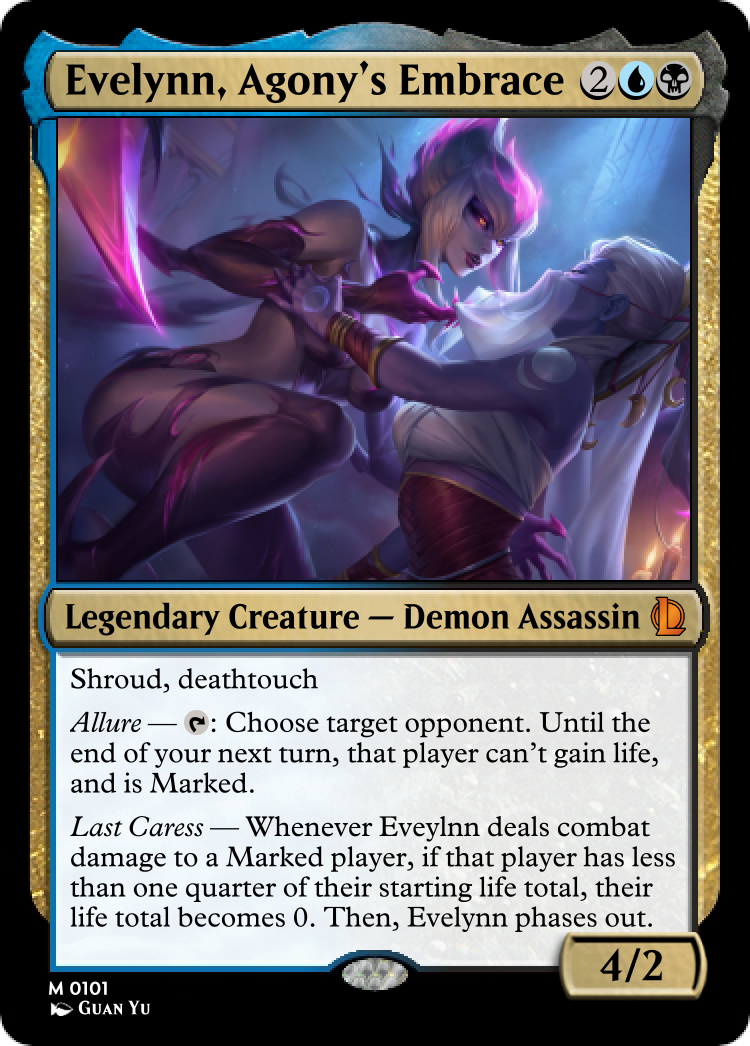 Evelynn, Agony's Embrace 2
Legendary Creature — Demon Assassin
Shroud, deathtouch
Allure — : Choose target opponent. Until the
end of your next turn, that player can't gain life,
and is Marked.
Last Caress — Whenever Eveylnn deals combat
damage to a Marked player, if that player has less
than one quarter of their starting life total, their
life total becomes 0. Then, Evelynn phases out.
4/2
M 0101
Guan Yu